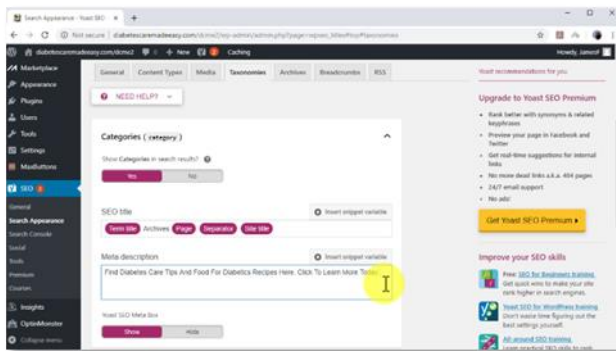 Search Appearance - Yoast SEO
Not secure | diabetescaremadeeasy.com/dcme2/wp-admin/admin.php?page=wpseo_titles#top#taxonomies
diabetescaremadeeasy.com/dcme2
New
Caching
Howdy, Jameof
Marketplace
Appearance
Plugins
Users
Tools
Settings
MaxButtons
SEO
General
Search Appearance
Search Console
Social
Tools
Premium
Courses
Insights
OptinMonster
Collapse menu
General
Content Types
Media
Taxonomies
Archives
Breadcrumbs
RSS
NEED HELP?
Categories ( category )
Show Categories in search results?
Yes
No
SEO title
Insert snippet variable
Term title Archives Page Separator Site title
Meta description
Insert snippet variable
Find Diabetes Care Tips And Food For Diabetics Recipes Here. Click To Learn More Today
Yoast SEO Meta Box
Show
Hide
Yoast recommendations for you
Upgrade to Yoast SEO Premium
Rank better with synonyms & related
keyphrases
Preview your page in Facebook and
Twitter
Get real-time suggestions for internal
links
No more dead links a.k.a. 404 pages
24/7 email support
No ads!
Get Yoast SEO Premium
Improve your SEO skills
Free: SEO for Beginners training
Get quick wins to make your site
rank higher in search engines.
Yoast SEO for WordPress training
Don't waste time figuring out the
best settings yourself.
All-around SEO training
Learn practical SEO skills to rank